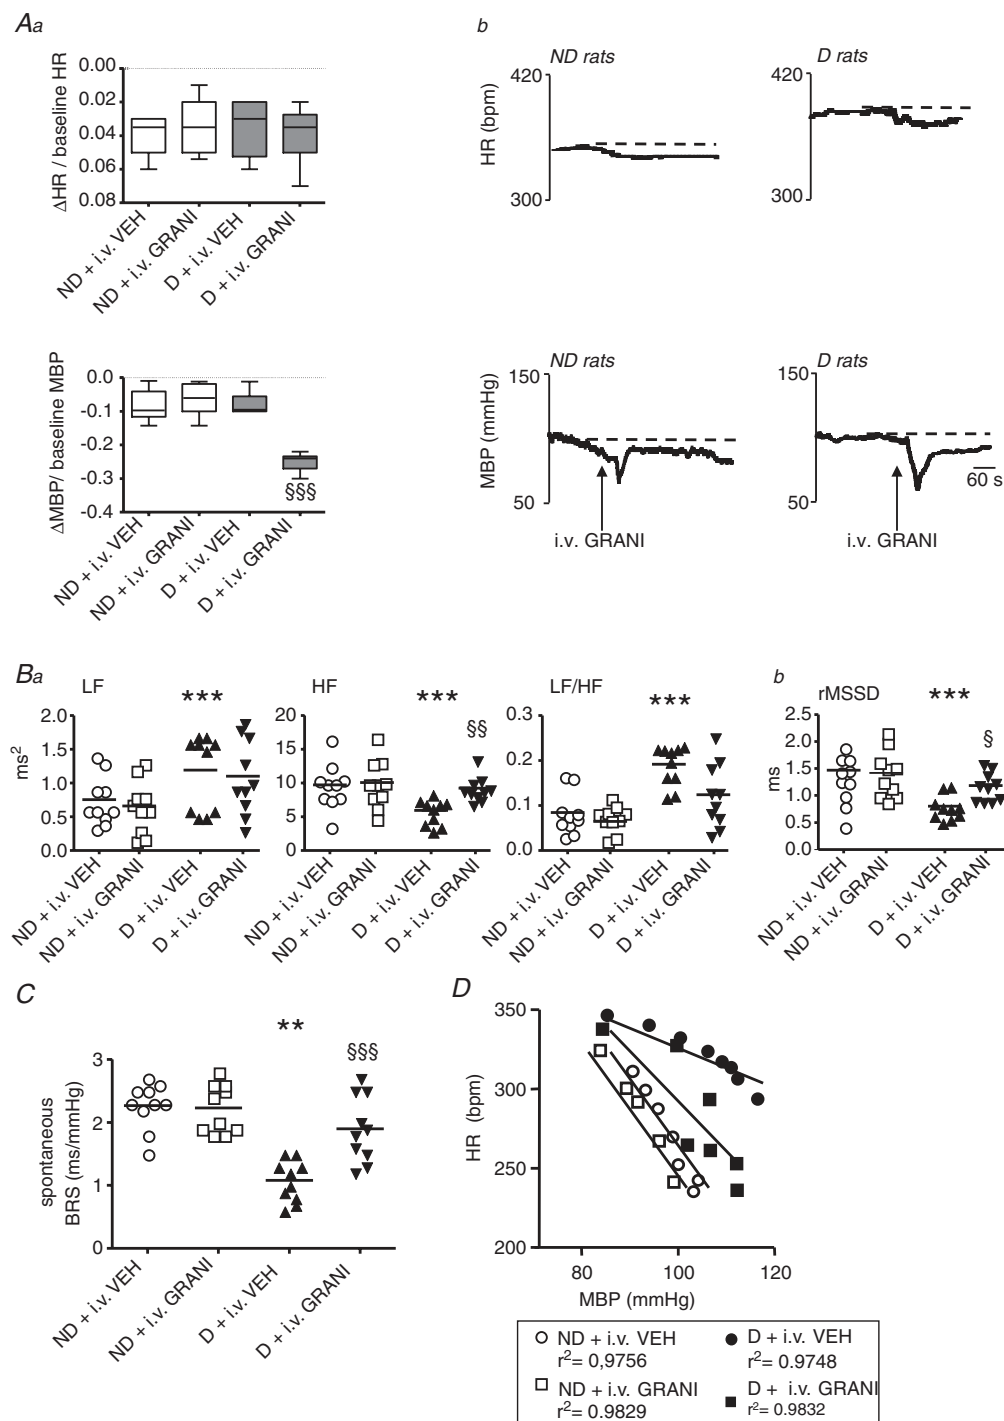 Aa
ΔHR / baseline HR
0.00
0.02
0.04
0.06
0.08
ND + i.v. VEH
ND + i.v. GRANI
D + i.v. VEH
D + i.v. GRANI
b
ND rats
D rats
HR (bpm)
420
300
420
300
ΔMBP/ baseline MBP
0.0
-0.1
-0.2
-0.3
-0.4
§§§
ND + i.v. VEH
ND + i.v. GRANI
D + i.v. VEH
D + i.v. GRANI
ND rats
D rats
MBP (mmHg)
150
50
150
50
60 s
i.v. GRANI
i.v. GRANI
Ba
LF
***
ms²
2.0
1.5
1.0
0.5
0.0
ND + i.v. VEH
ND + i.v. GRANI
D + i.v. VEH
D + i.v. GRANI
HF
***
§§
20
15
10
5
0
ND + i.v. VEH
ND + i.v. GRANI
D + i.v. VEH
D + i.v. GRANI
LF/HF
***
0.3
0.2
0.1
0.0
ND + i.v. VEH
ND + i.v. GRANI
D + i.v. VEH
D + i.v. GRANI
b
rMSSD
***
§
ms
2.5
2.0
1.5
1.0
0.5
0.0
ND + i.v. VEH
ND + i.v. GRANI
D + i.v. VEH
D + i.v. GRANI
C
**
§§§
spontaneous
BRS (ms/mmHg)
3
2
1
0
ND + i.v. VEH
ND + i.v. GRANI
D + i.v. VEH
D + i.v. GRANI
D
HR (bpm)
350
300
250
200
80
100
120
MBP (mmHg)
ND + i.v. VEH
r²= 0,9756
D + i.v. VEH
r²= 0.9748
ND + i.v. GRANI
r²= 0.9829
D + i.v. GRANI
r²= 0.9832